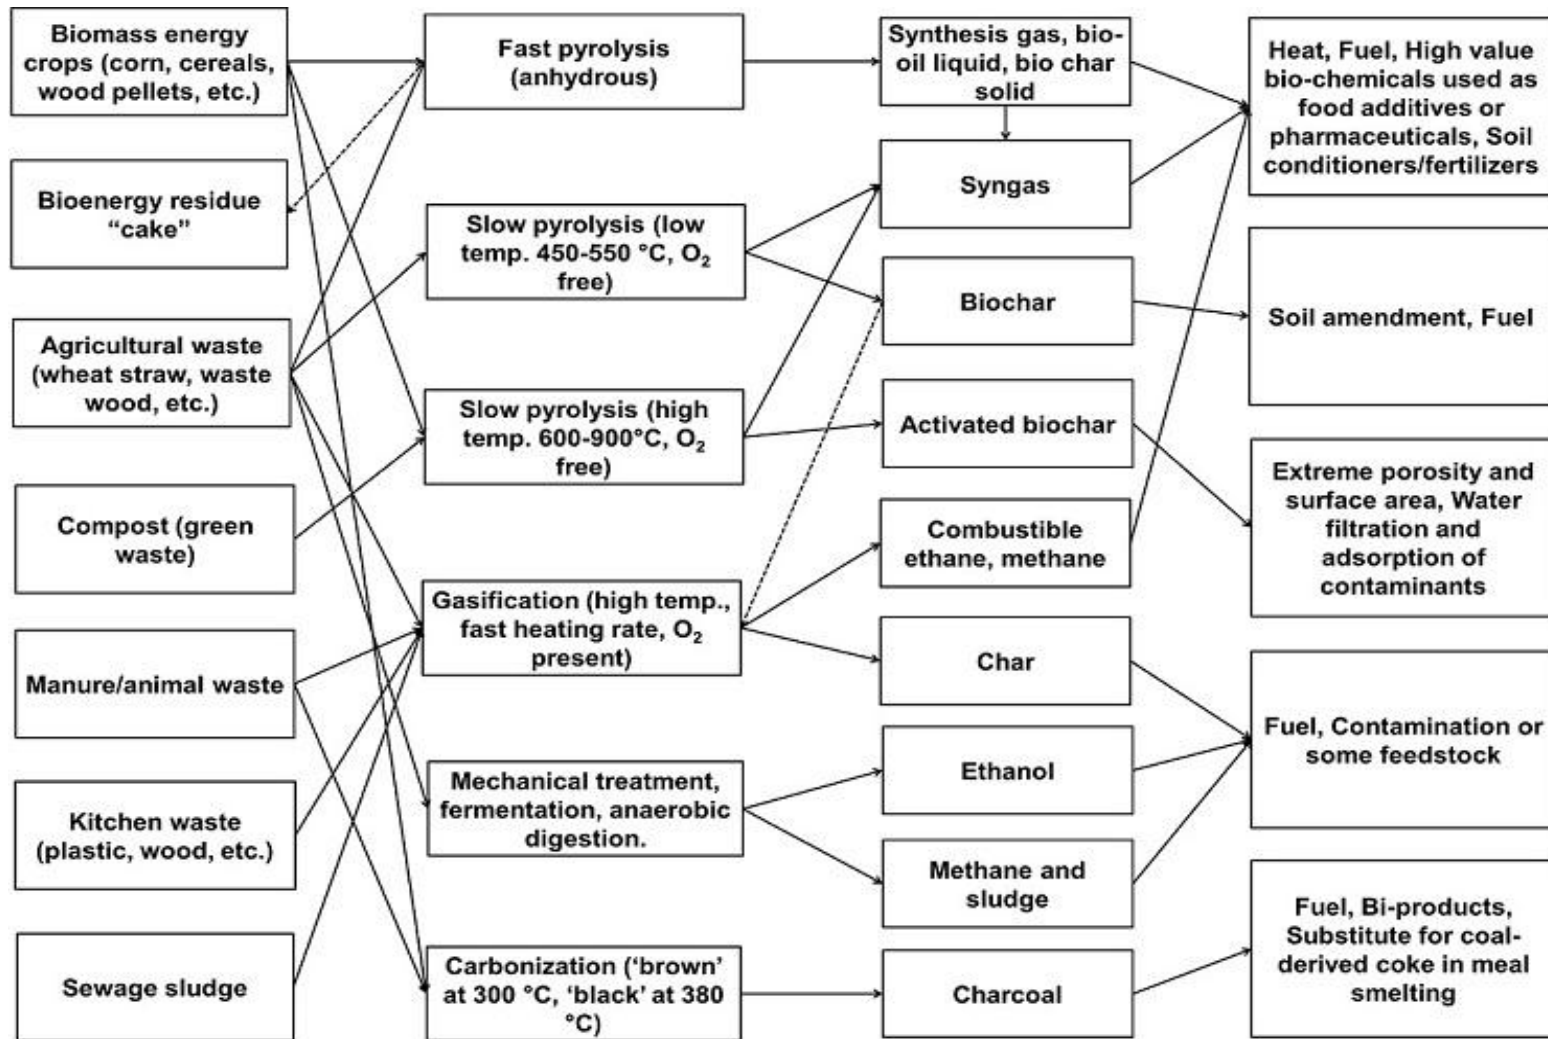 Biomass energy
crops (corn, cereals,
wood pellets, etc.)
Bioenergy residue
“cake”
Agricultural waste
(wheat straw, waste
wood, etc.)
Compost (green
waste)
Manure/animal waste
Kitchen waste
(plastic, wood, etc.)
Sewage sludge
Fast pyrolysis
(anhydrous)
Slow pyrolysis (low
temp. 450-550 °C, O₂
free)
Slow pyrolysis (high
temp. 600-900°C, O₂
free)
Gasification (high temp.,
fast heating rate, O₂
present)
Mechanical treatment,
fermentation, anaerobic
digestion.
Carbonization (‘brown’
at 300 °C, ‘black’ at 380
°C)
Synthesis gas, bio-
oil liquid, bio char
solid
Syngas
Biochar
Activated biochar
Combustible
ethane, methane
Char
Ethanol
Methane and
sludge
Charcoal
Heat, Fuel, High value
bio-chemicals used as
food additives or
pharmaceuticals, Soil
conditioners/fertilizers
Soil amendment, Fuel
Extreme porosity and
surface area, Water
filtration and
adsorption of
contaminants
Fuel, Contamination or
some feedstock
Fuel, Bi-products,
Substitute for coal-
derived coke in meal
smelting